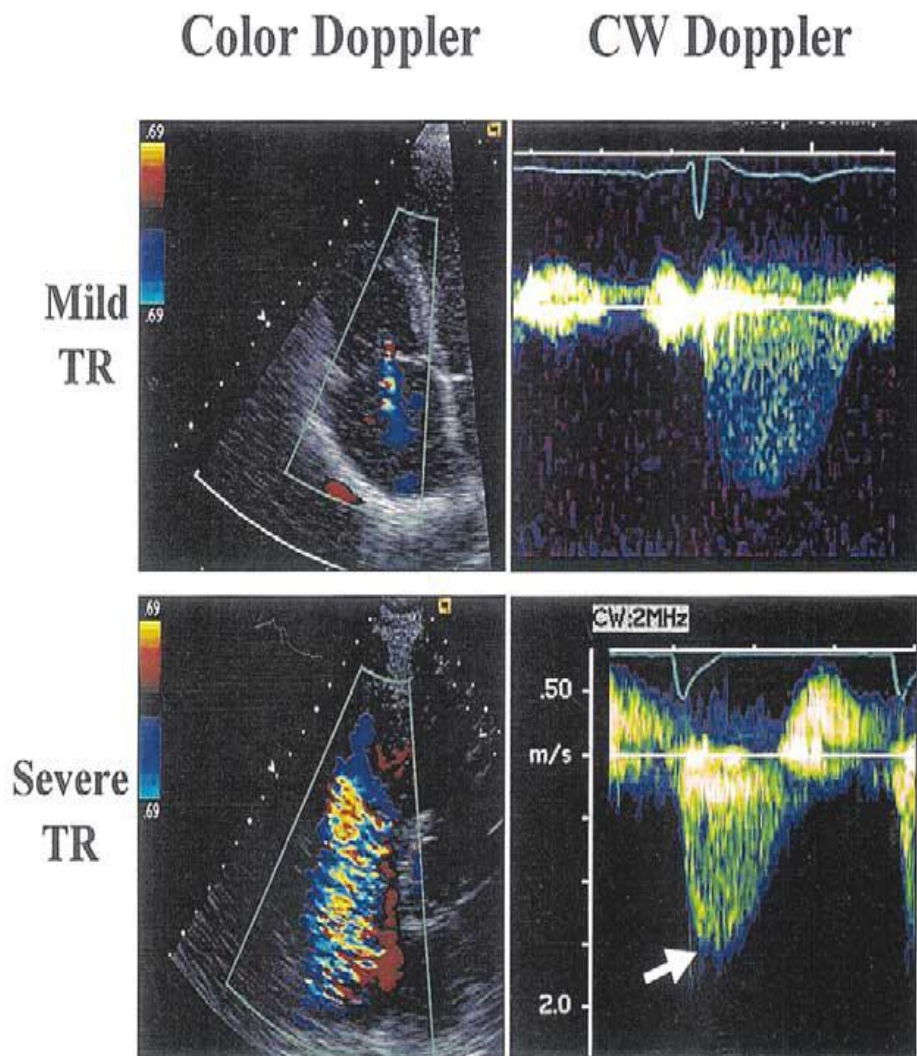 Color Doppler CW Doppler
.69
.69
Mild
TR
CW:2MHz
.69
.50
m/s
.69
Severe
TR
2.0